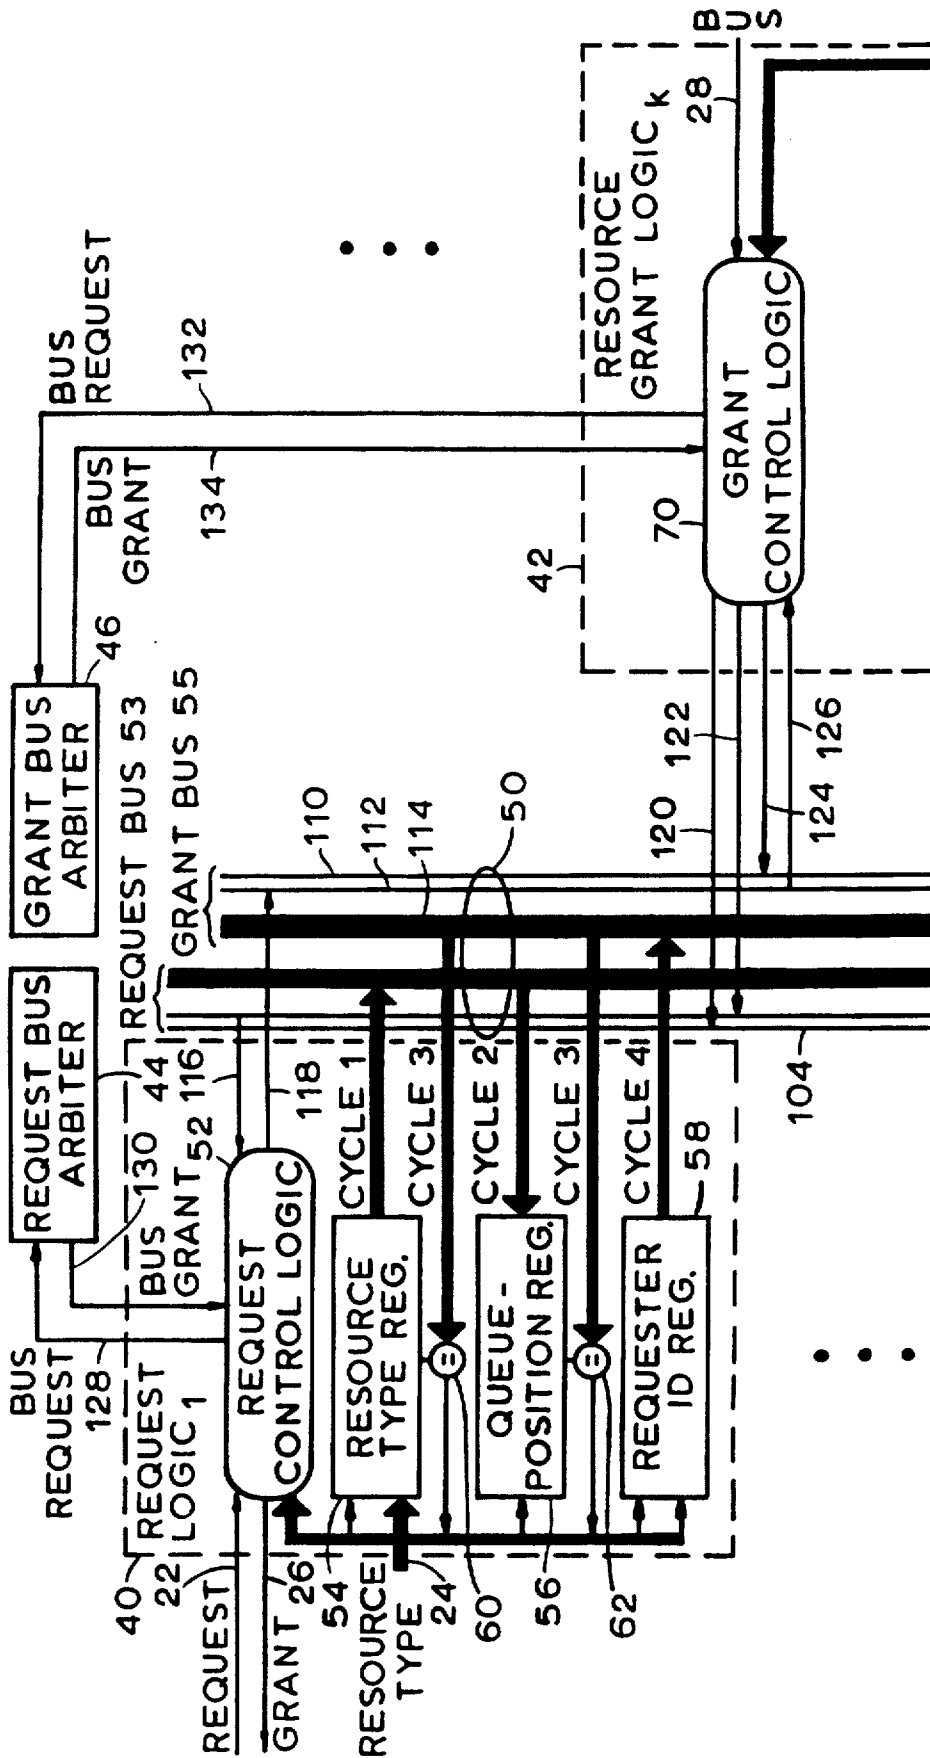 BUS
REQUEST
128
130
REQUEST BUS
ARBITER
44
GRANT BUS
ARBITER
46
BUS
REQUEST
132
BUS
GRANT
134
REQUEST BUS 53
GRANT BUS 55
40
REQUEST
LOGIC 1
BUS
GRANT
52
116
118
REQUEST
22
GRANT
26
REQUEST
CONTROL LOGIC
110
112
114
50
RESOURCE
TYPE
24
54
RESOURCE
TYPE REG.
CYCLE 1
CYCLE 3
60
56
QUEUE-
POSITION REG.
CYCLE 2
CYCLE 3
62
REQUESTER
ID REG.
58
CYCLE 4
104
120
122
124
126
42
RESOURCE
GRANT LOGIC k
70
GRANT
CONTROL LOGIC
28
BUS